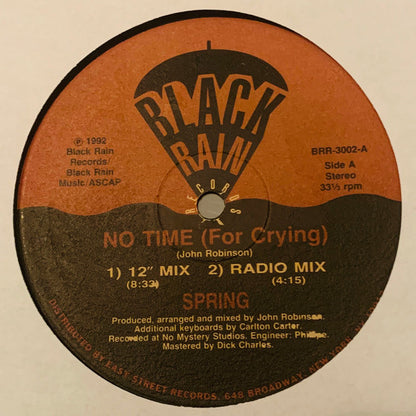 BLACK
RAIN
RECORDS
℗ 1992
Black Rain
Records/
Black Rain
Music/ASCAP
BRR-3002-A
Side A
Stereo
33⅓ rpm
NO TIME (For Crying)
(John Robinson)
1) 12" MIX 2) RADIO MIX
(8:33) (4:15)
SPRING
Produced, arranged and mixed by John Robinson.
Additional keyboards by Carlton Carter.
Recorded at No Mystery Studios. Engineer:
Mastered by Dick Charles.
DISTRIBUTED BY EAST STREET RECORDS, 648 BROADWAY, NEW YORK,